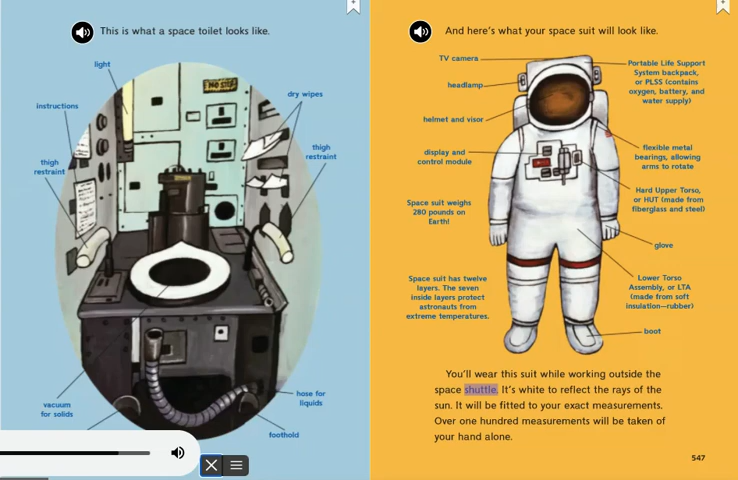 This is what a space toilet looks like.
light
NO STEP
instructions
dry wipes
thigh
restraint
thigh
restraint
vacuum
for solids
hose for
liquids
foothold
And here's what your space suit will look like.
TV camera
Portable Life Support
System backpack,
or PLSS (contains
oxygen, battery, and
water supply)
headlamp
helmet and visor
display and
control module
flexible metal
bearings, allowing
arms to rotate
Hard Upper Torso,
or HUT (made from
fiberglass and steel)
Space suit weighs
280 pounds on
Earth!
glove
Space suit has twelve
layers. The seven
inside layers protect
astronauts from
extreme temperatures.
Lower Torso
Assembly, or LTA
(made from soft
insulation—rubber)
boot
You'll wear this suit while working outside the
space shuttle. It's white to reflect the rays of the
sun. It will be fitted to your exact measurements.
Over one hundred measurements will be taken of
your hand alone.
547